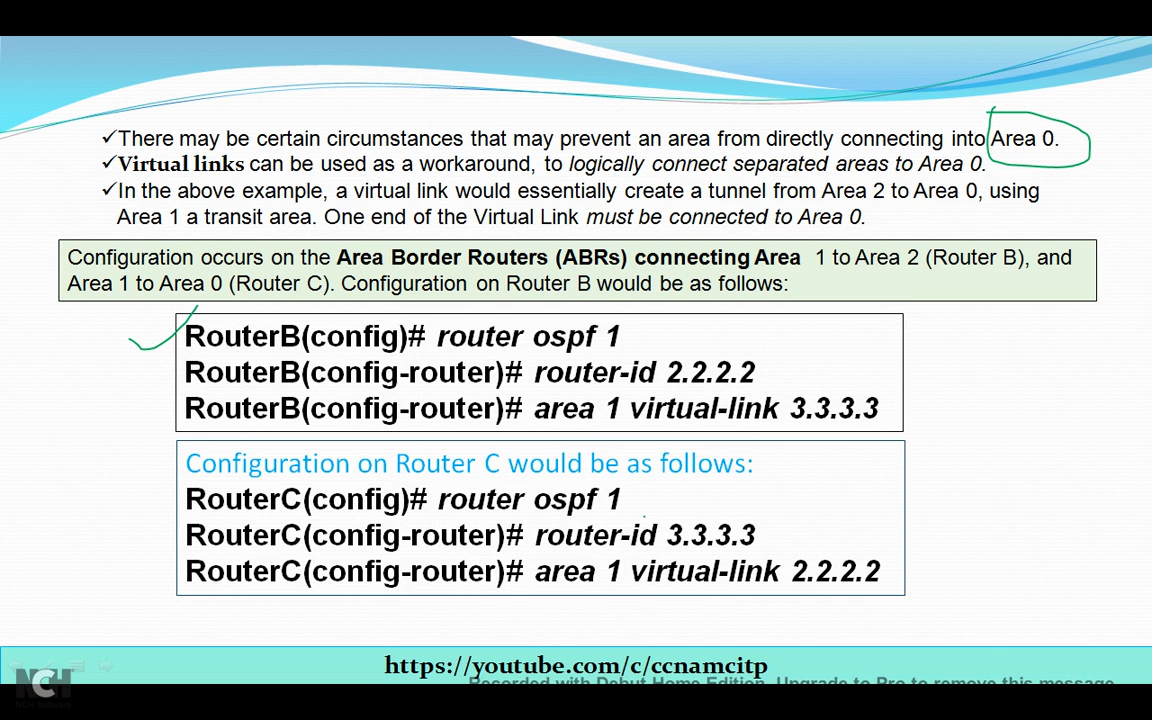 ✓There may be certain circumstances that may prevent an area from directly connecting into Area 0.
✓Virtual links can be used as a workaround, to logically connect separated areas to Area 0.
✓In the above example, a virtual link would essentially create a tunnel from Area 2 to Area 0, using
Area 1 a transit area. One end of the Virtual Link must be connected to Area 0.
Configuration occurs on the Area Border Routers (ABRs) connecting Area 1 to Area 2 (Router B), and
Area 1 to Area 0 (Router C). Configuration on Router B would be as follows:
RouterB(config)# router ospf 1
RouterB(config-router)# router-id 2.2.2.2
RouterB(config-router)# area 1 virtual-link 3.3.3.3
Configuration on Router C would be as follows:
RouterC(config)# router ospf 1
RouterC(config-router)# router-id 3.3.3.3
RouterC(config-router)# area 1 virtual-link 2.2.2.2
https://youtube.com/c/ccnamcitp
Recorded with Debut Home Edition. Upgrade to Pro to remove this message
NCH
NCH Software